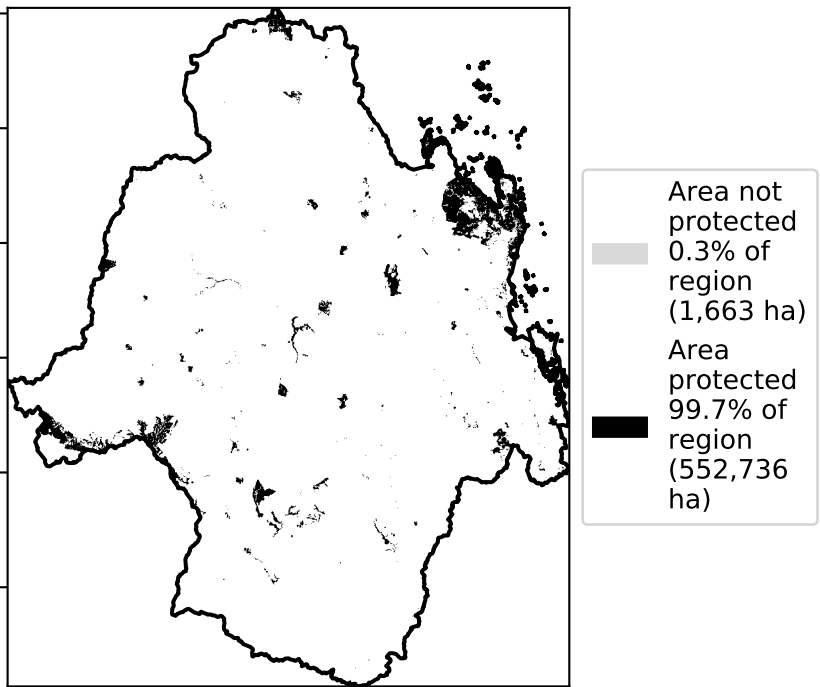 Area not
protected
0.3% of
region
(1,663 ha)
Area
protected
99.7% of
region
(552,736
ha)